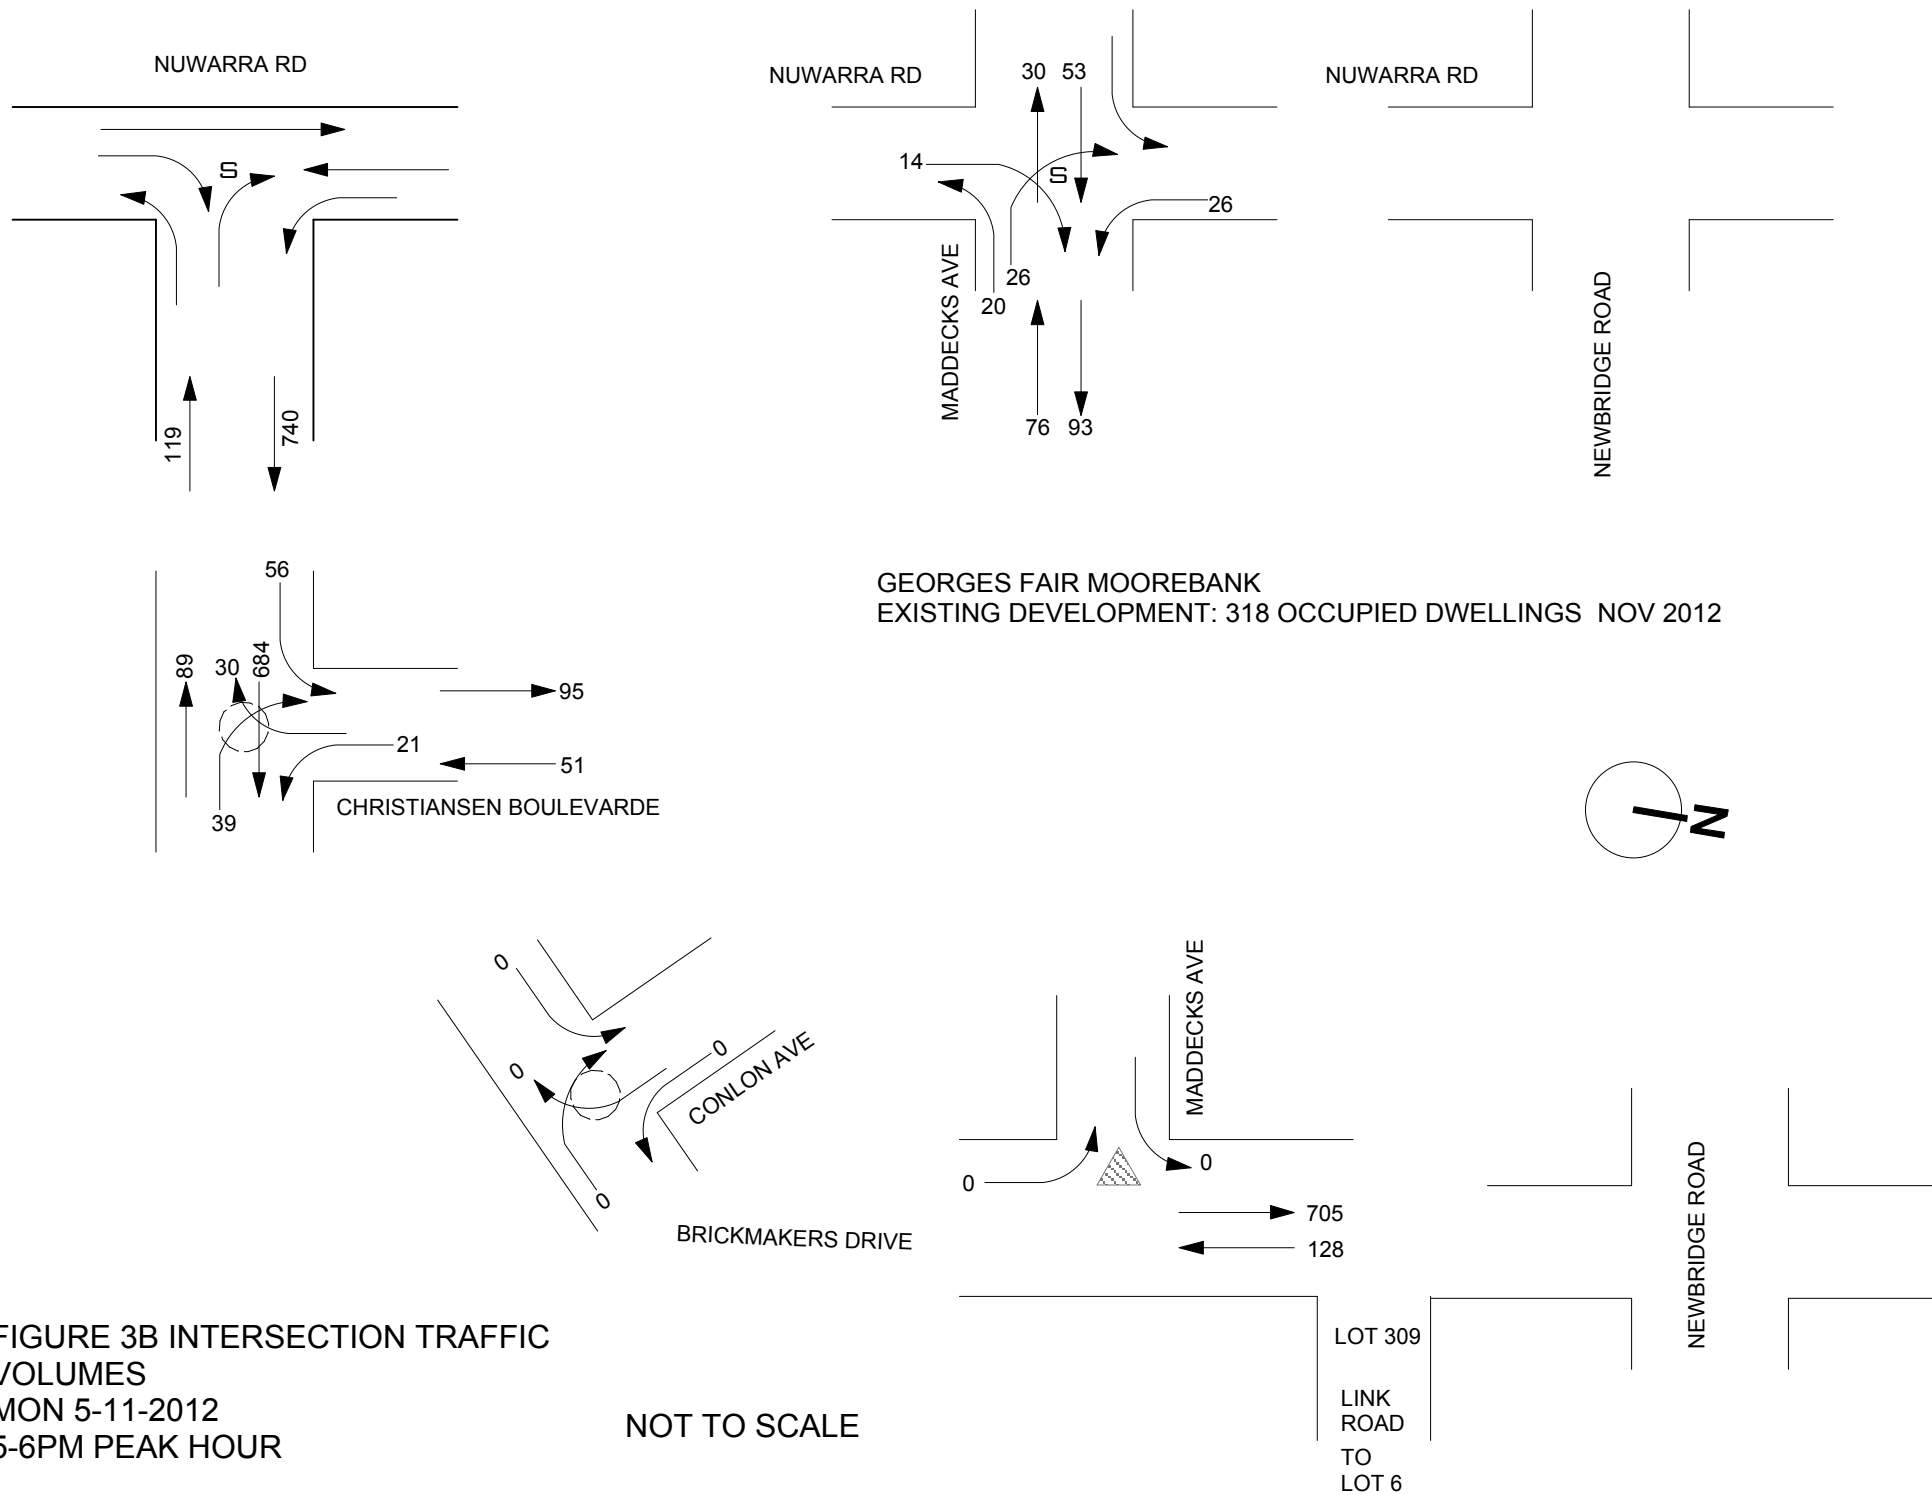 NUWARRA RD
S
119
740
NUWARRA RD
30 53
14
S
26
26
20
MADDECKS AVE
76 93
NUWARRA RD
NEWBRIDGE ROAD
56
89
30
684
95
21
51
39
CHRISTIANSEN BOULEVARDE
GEORGES FAIR MOOREBANK
EXISTING DEVELOPMENT: 318 OCCUPIED DWELLINGS NOV 2012
N
0
0
0
0
CONLON AVE
BRICKMAKERS DRIVE
MADDECKS AVE
0
0
705
128
NEWBRIDGE ROAD
LOT 309
LINK
ROAD
TO
LOT 6
FIGURE 3B INTERSECTION TRAFFIC
VOLUMES
MON 5-11-2012
5-6PM PEAK HOUR
NOT TO SCALE